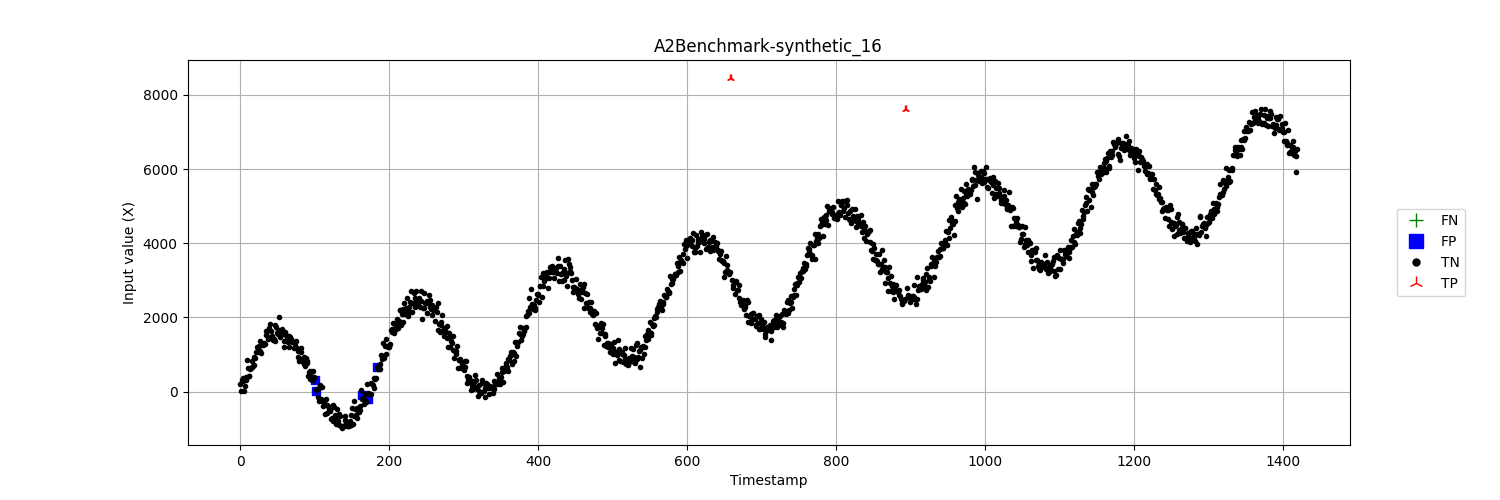 A2Benchmark-synthetic_16
8000
6000
4000
2000
0
Input value (X)
0 200 400 600 800 1000 1200 1400
Timestamp
FN
FP
TN
TP